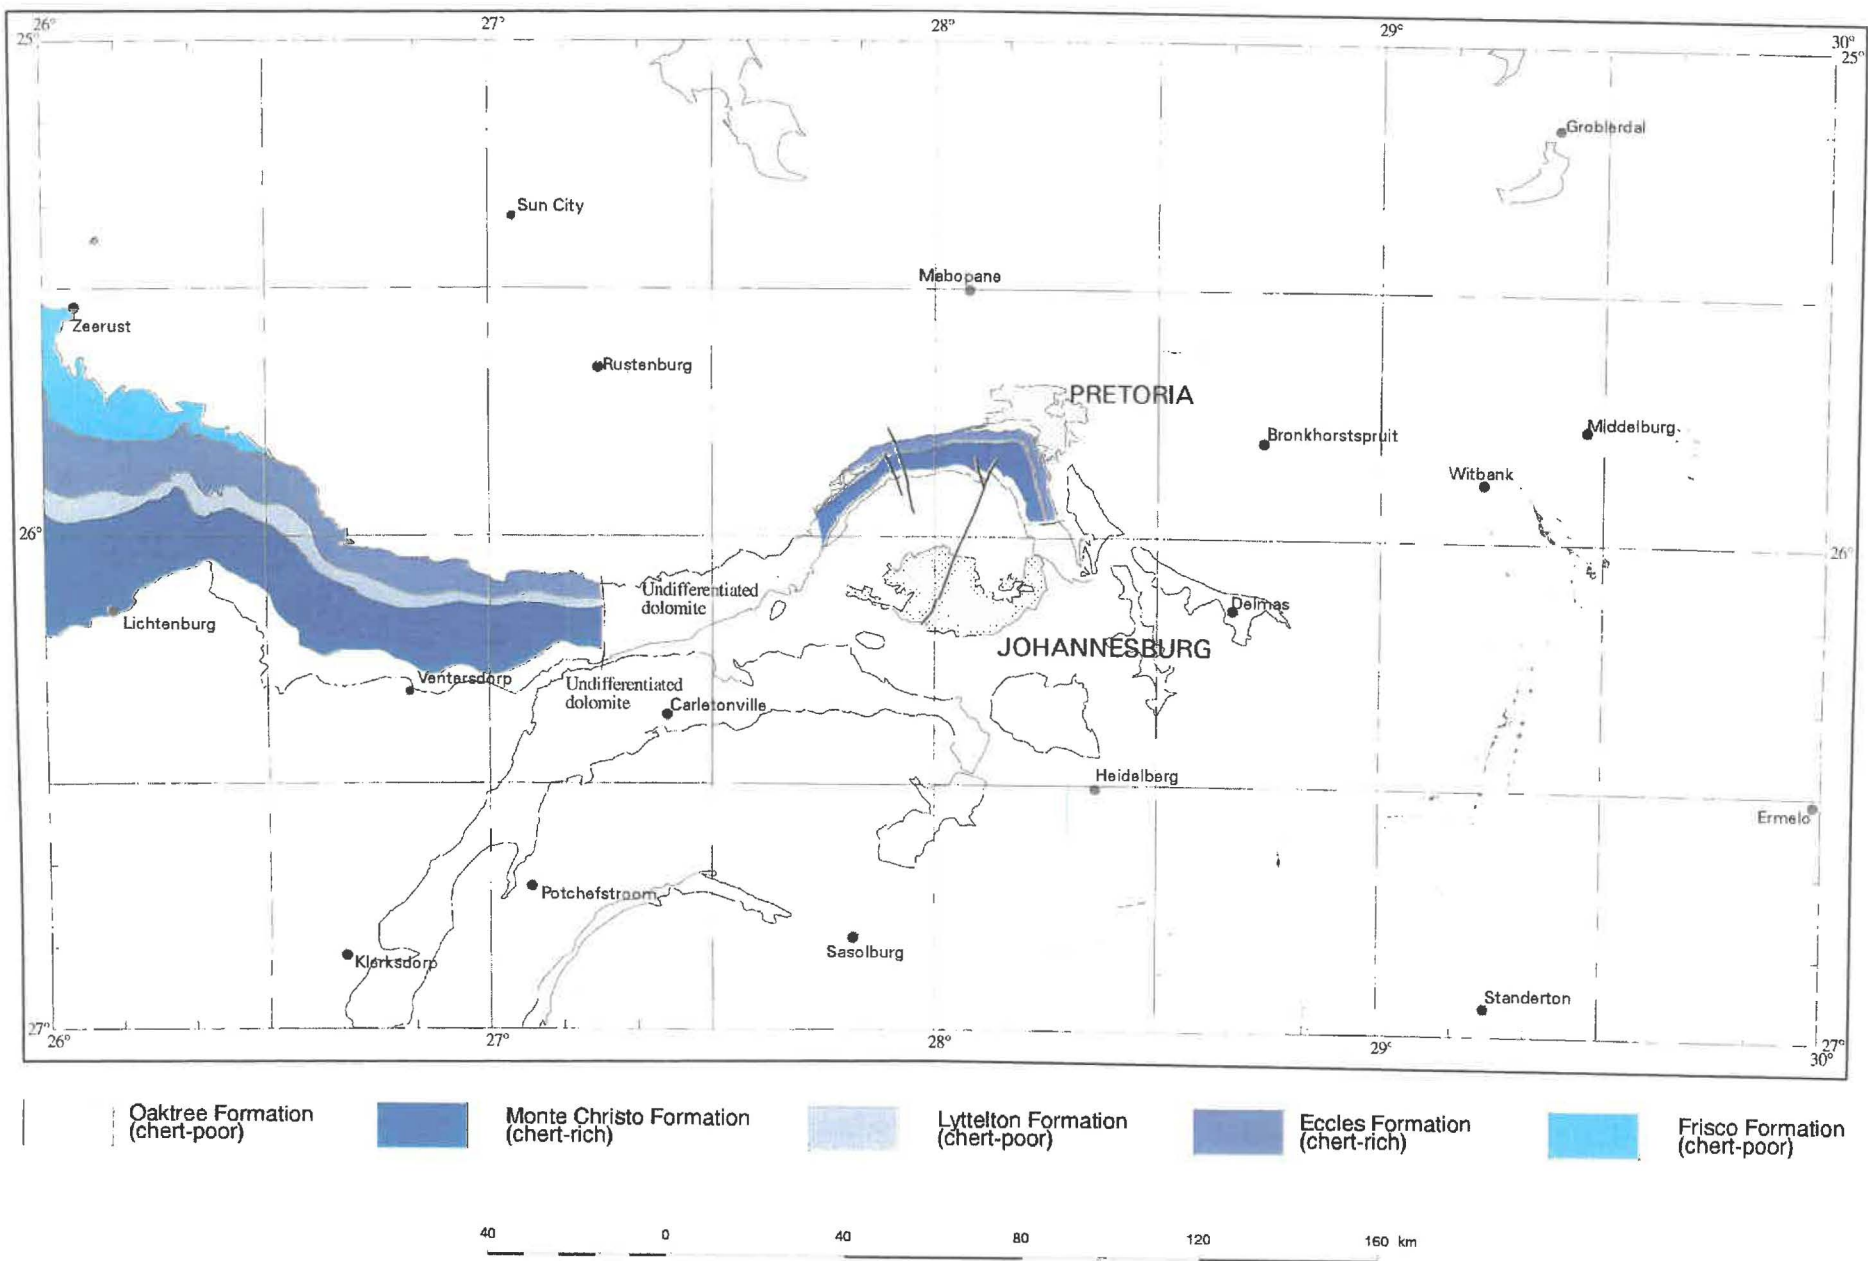 26°
27°
28°
29°
30°
25°
25°
Groblerdal
Sun City
Mabopane
Zeerust
Rustenburg
PRETORIA
Bronkhorstspruit
Middelburg
Witbank
26°
26°
Undifferentiated
dolomite
Delmas
Lichtenburg
JOHANNESBURG
Ventersdorp
Undifferentiated
dolomite
Carletonville
Heidelberg
Ermelo
Potchefstroom
Sasolburg
Klerksdorp
Standerton
27°
27°
26°
27°
28°
29°
30°
Oaktree Formation
(chert-poor)
Monte Christo Formation
(chert-rich)
Lyttelton Formation
(chert-poor)
Eccles Formation
(chert-rich)
Frisco Formation
(chert-poor)
40 0 40 80 120 160 km